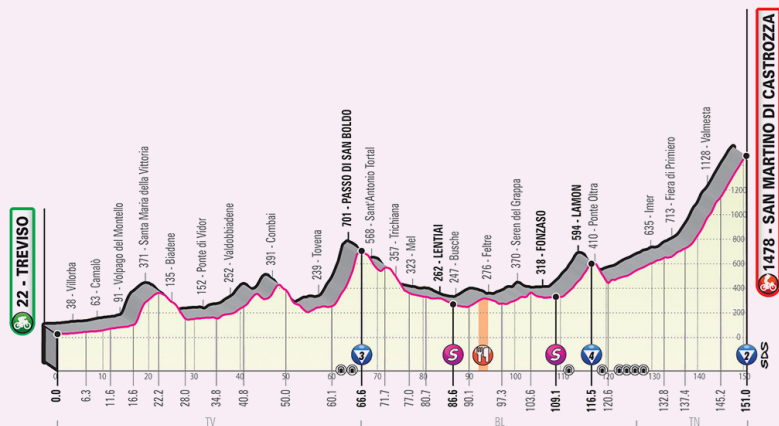 22 - TREVISO
38 - Villorba
63 - Camalò
91 - Volpago del Montello
371 - Santa Maria della Vittoria
135 - Biadene
152 - Ponte di Vidor
252 - Valdobbiadene
391 - Combai
239 - Tovena
701 - PASSO DI SAN BOLDO
568 - Sant'Antonio Tortal
357 - Trichiana
323 - Mel
262 - LENTIAI
247 - Busche
276 - Feltre
370 - Seren del Grappa
318 - FONZASO
594 - LAMON
410 - Ponte Oltra
635 - Imer
713 - Fiera di Primiero
1128 - Valmesta
1478 - SAN MARTINO DI CASTROZZA
1200
1000
800
600
400
200
0
3
S
S
4
2
SDS
0 10 20 30 40 50 60 70 80 90 100 110 120 130 140 150
0.0 6.3 11.6 16.0 22.2 28.0 34.8 40.8 50.0 60.1 66.6 71.7 77.0 80.7 86.6 90.1 97.3 103.6 109.1 116.5 120.6 132.8 137.4 145.2 151.0
TV BL TN